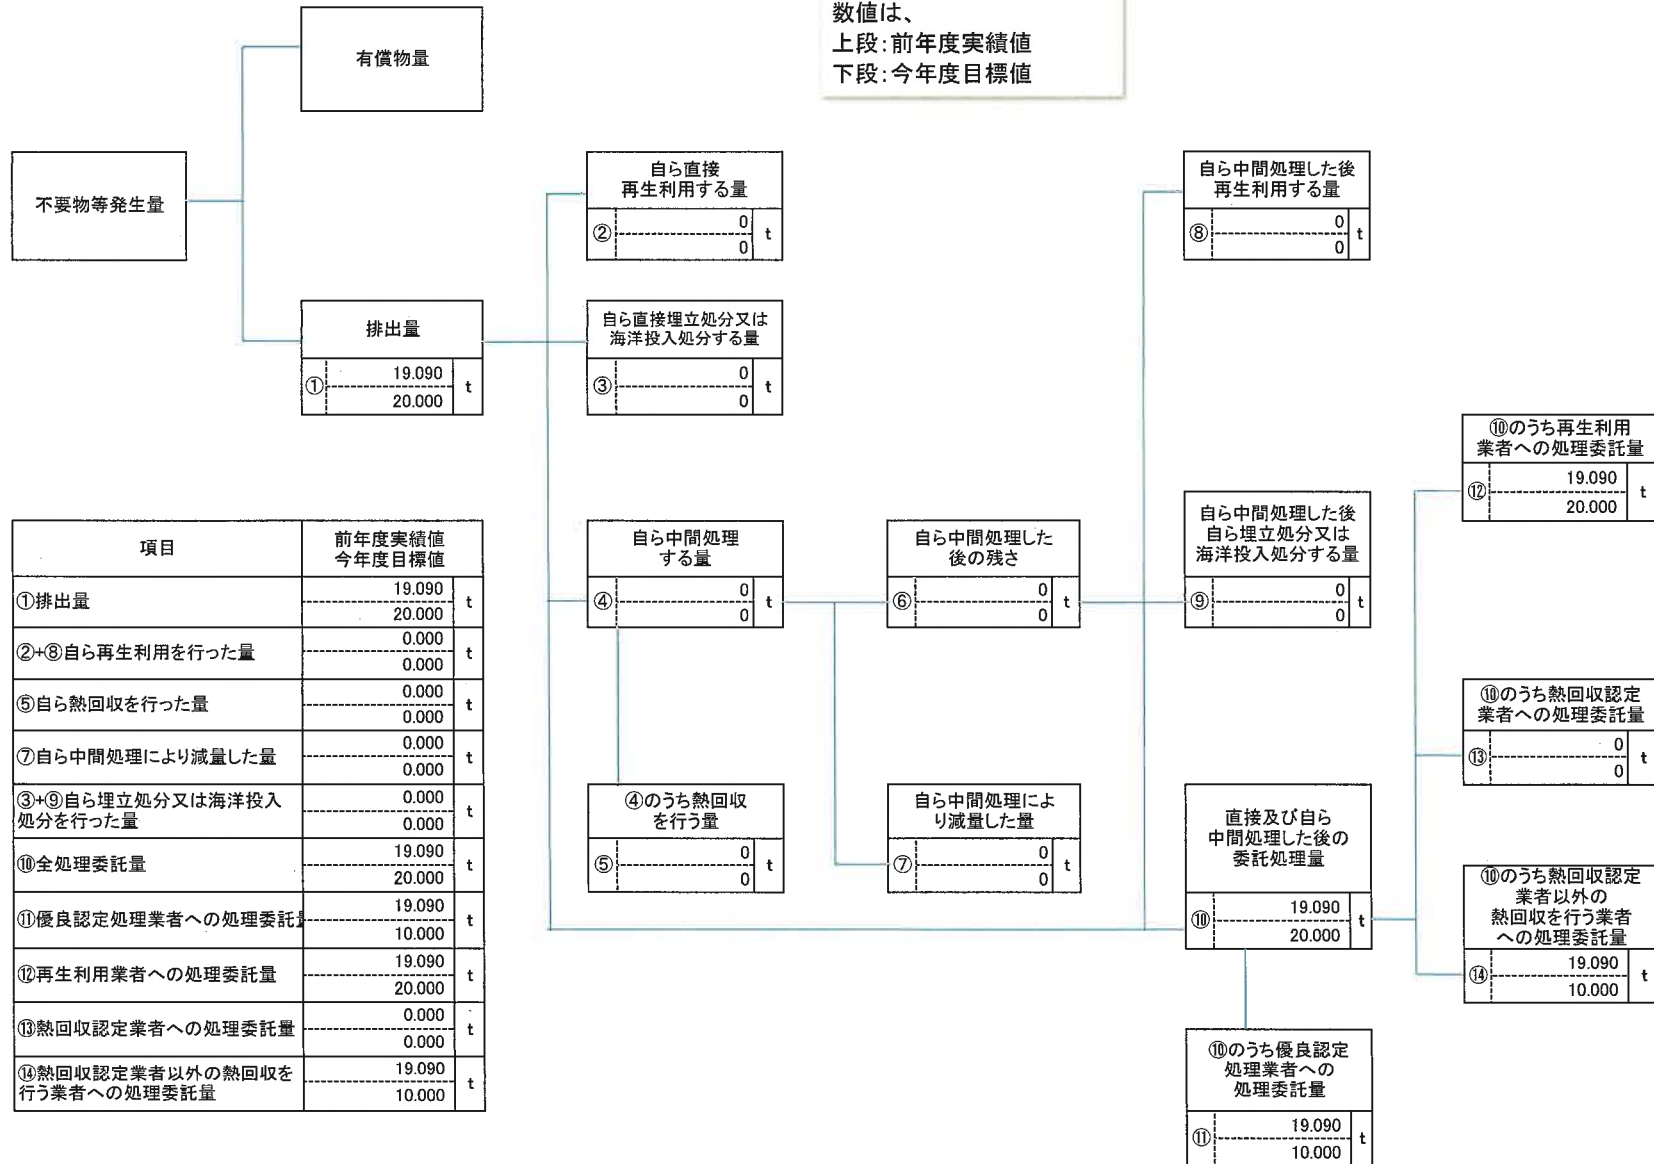 数値は、
上段：前年度実績値
下段：今年度目標値
有償物量
不要物等発生量
排出量
① 19.090 t
20.000
自ら直接
再生利用する量
② 0 t
0
自ら直接埋立処分又は
海洋投入処分する量
③ 0 t
0
自ら中間処理
する量
④ 0 t
0
④のうち熱回収
を行う量
⑤ 0 t
0
自ら中間処理した
後の残さ
⑥ 0 t
0
自ら中間処理によ
り減量した量
⑦ 0 t
0
自ら中間処理した後
再生利用する量
⑧ 0 t
0
自ら中間処理した後
自ら埋立処分又は
海洋投入処分する量
⑨ 0 t
0
直接及び自ら
中間処理した後の
委託処理量
⑩ 19.090 t
20.000
⑩のうち優良認定
処理業者への
処理委託量
⑪ 19.090 t
10.000
⑩のうち再生利用
業者への処理委託量
⑫ 19.090 t
20.000
⑩のうち熱回収認定
業者への処理委託量
⑬ 0 t
0
⑩のうち熱回収認定
業者以外の
熱回収を行う業者
への処理委託量
⑭ 19.090 t
10.000
項目 前年度実績値
今年度目標値
①排出量 19.090 t
20.000
②+⑧自ら再生利用を行った量 0.000 t
0.000
⑤自ら熱回収を行った量 0.000 t
0.000
⑦自ら中間処理により減量した量 0.000 t
0.000
③+⑨自ら埋立処分又は海洋投入
処分を行った量 0.000 t
0.000
⑩全処理委託量 19.090 t
20.000
⑪優良認定処理業者への処理委託 19.090 t
10.000
⑫再生利用業者への処理委託量 19.090 t
20.000
⑬熱回収認定業者への処理委託量 0.000 t
0.000
⑭熱回収認定業者以外の熱回収を
行う業者への処理委託量 19.090 t
10.000